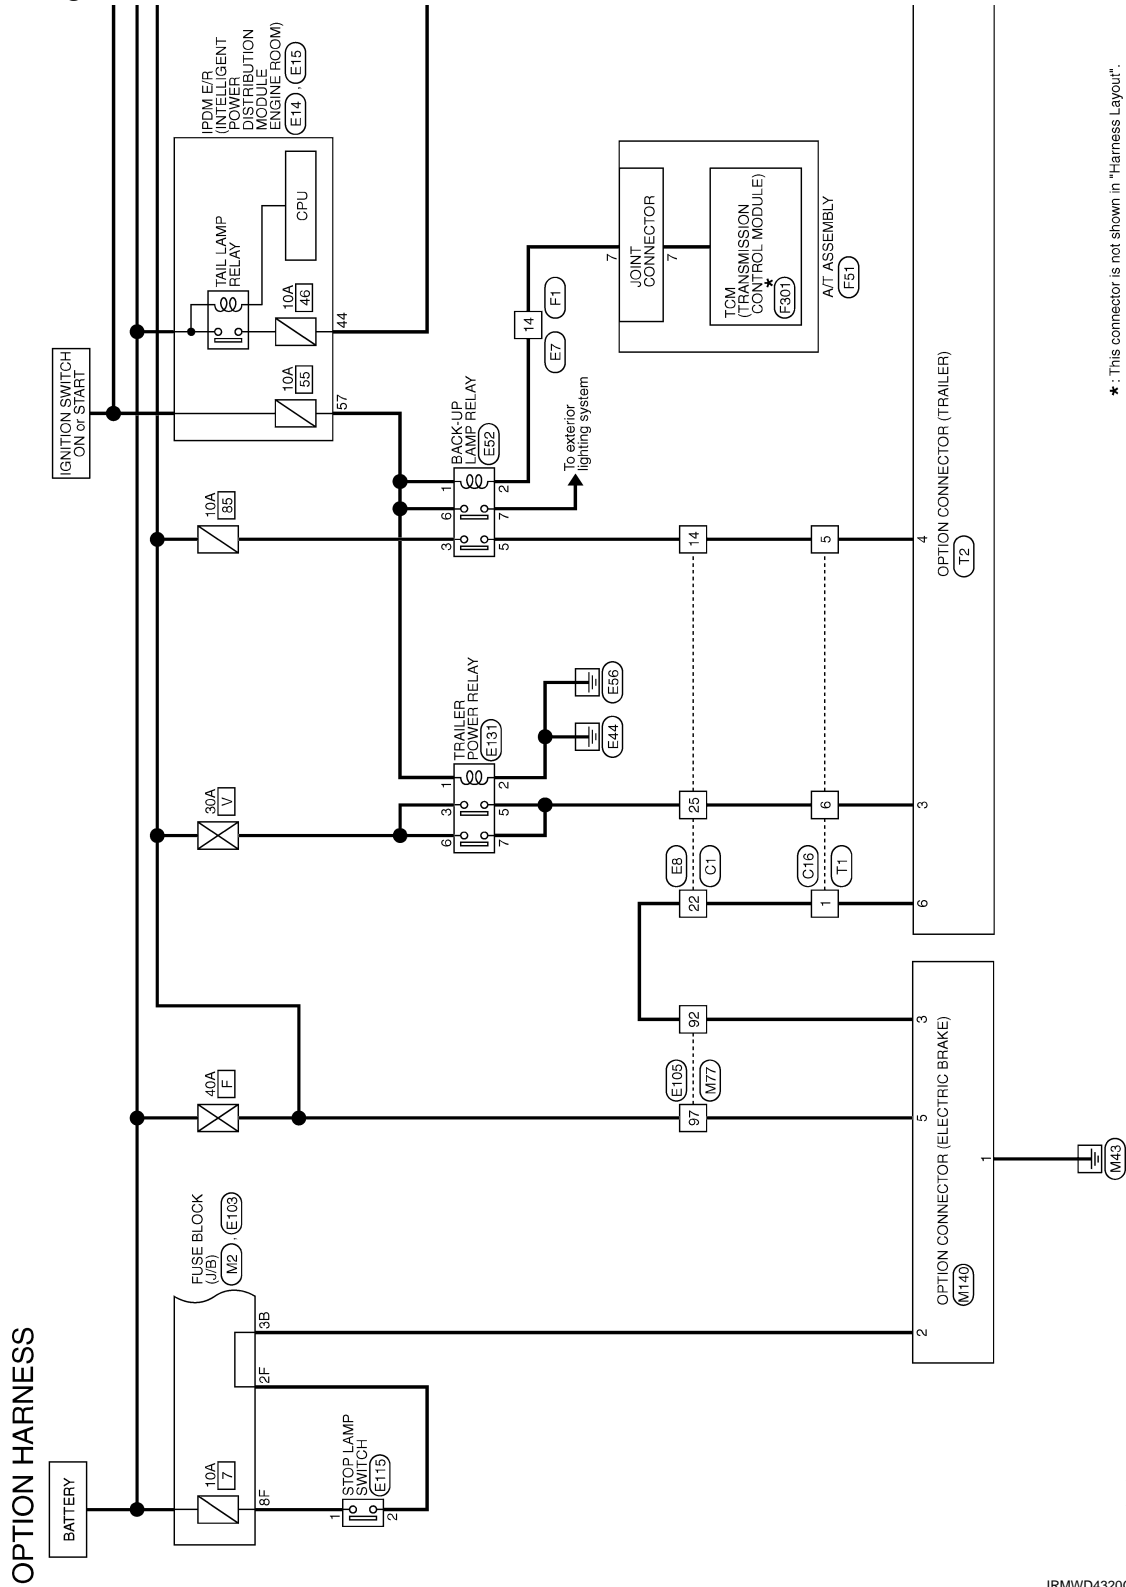 OPTION HARNESS
BATTERY
FUSE BLOCK
(J/B)
M2 , E103
10A
7
8F
2F
3B
STOP LAMP
SWITCH
E115
1
2
40A
F
30A
V
10A
85
IGNITION SWITCH
ON or START
IPDM E/R
(INTELLIGENT
POWER
DISTRIBUTION
MODULE
ENGINE ROOM)
E14 , E15
TAIL LAMP
RELAY
CPU
10A
46
10A
55
44
57
TRAILER
POWER RELAY
E131
1
3
6
2
5
7
E44
E56
BACK-UP
LAMP RELAY
E52
1
6
3
2
7
5
To exterior
lighting system
14
E7
F1
7
JOINT
CONNECTOR
7
TCM
(TRANSMISSION
CONTROL MODULE)
*
F301
A/T ASSEMBLY
F51
97
E105
M77
92
22
E8
C1
25
14
1
C16
T1
6
5
2
5
3
1
OPTION CONNECTOR (ELECTRIC BRAKE)
M140
M43
6
3
4
OPTION CONNECTOR (TRAILER)
T2
* : This connector is not shown in "Harness Layout".